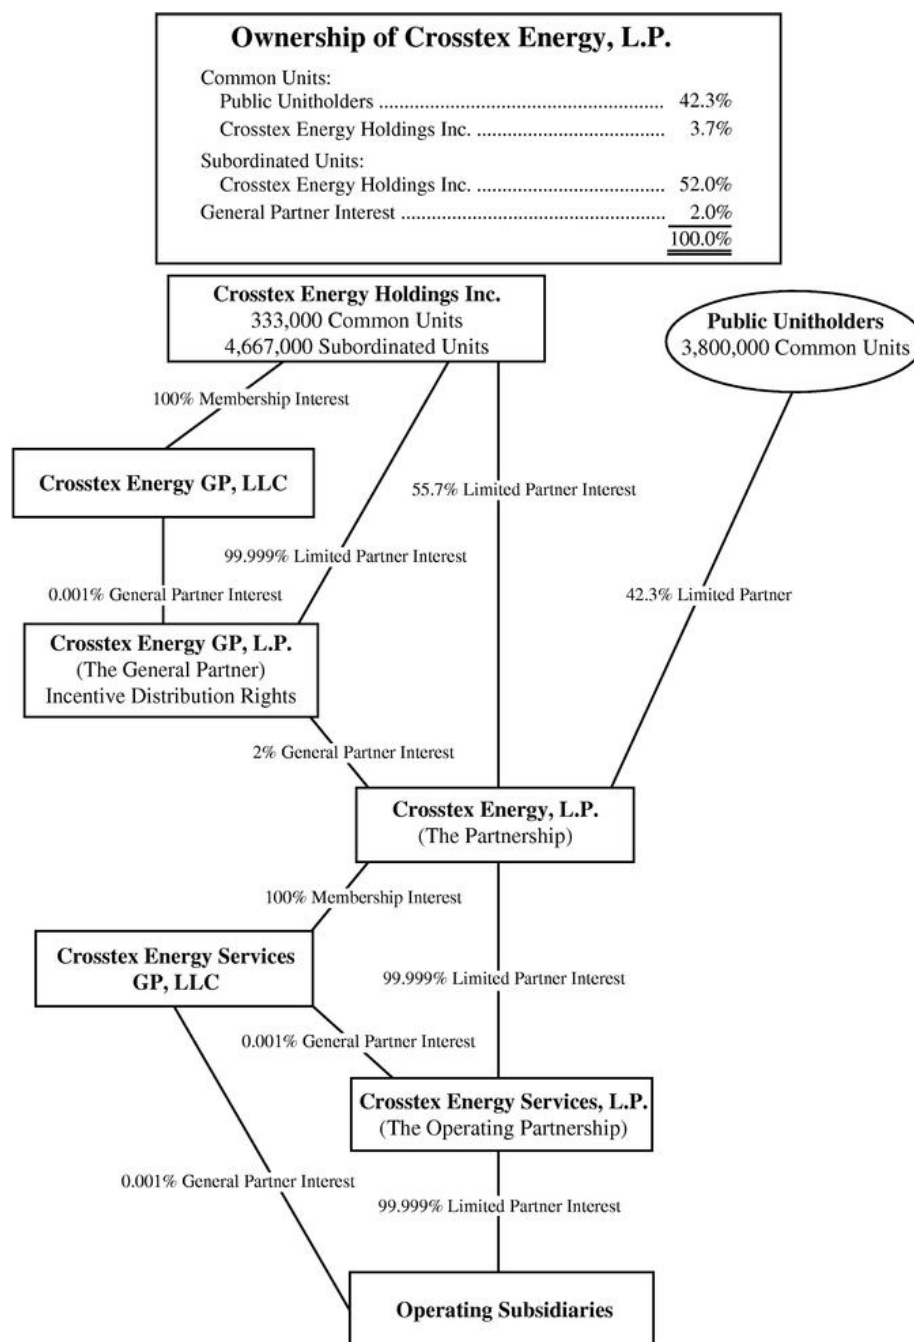 Ownership of Crosstex Energy, L.P.
Common Units:
Public Unitholders ........................................................ 42.3%
Crosstex Energy Holdings Inc. ..................................... 3.7%
Subordinated Units:
Crosstex Energy Holdings Inc. ..................................... 52.0%
General Partner Interest .................................................... 2.0%
100.0%
Crosstex Energy Holdings Inc.
333,000 Common Units
4,667,000 Subordinated Units
Public Unitholders
3,800,000 Common Units
100% Membership Interest
Crosstex Energy GP, LLC
55.7% Limited Partner Interest
99.999% Limited Partner Interest
0.001% General Partner Interest
42.3% Limited Partner
Crosstex Energy GP, L.P.
(The General Partner)
Incentive Distribution Rights
2% General Partner Interest
Crosstex Energy, L.P.
(The Partnership)
100% Membership Interest
Crosstex Energy Services
GP, LLC
99.999% Limited Partner Interest
0.001% General Partner Interest
Crosstex Energy Services, L.P.
(The Operating Partnership)
0.001% General Partner Interest
99.999% Limited Partner Interest
Operating Subsidiaries